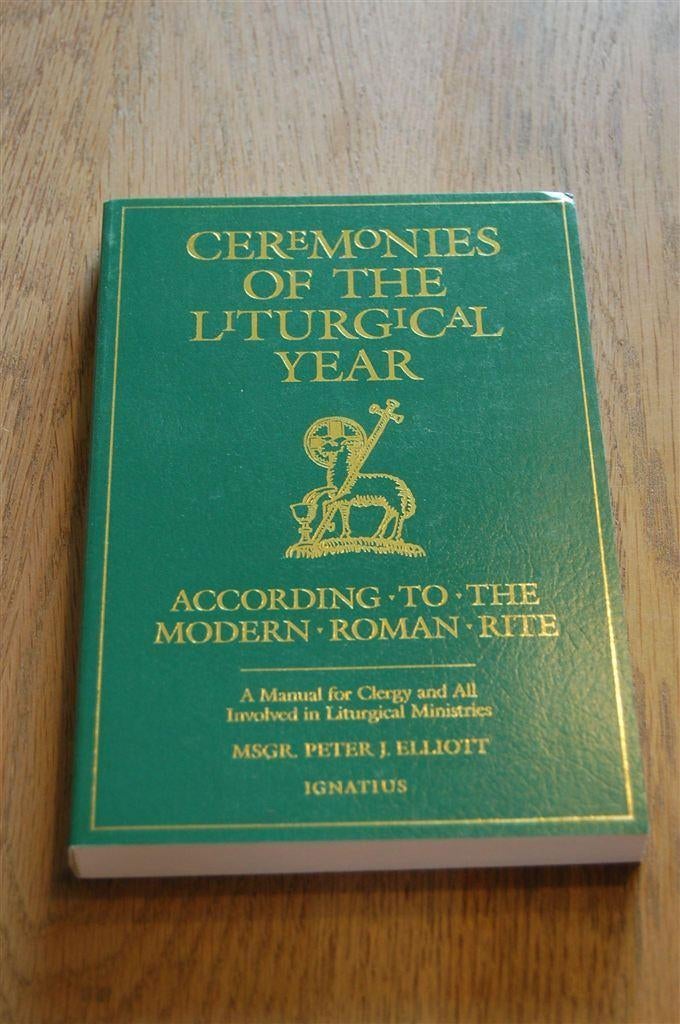 CEREMONIES
OF THE
LITURGICAL
YEAR
ACCORDING · TO · THE
MODERN · ROMAN · RITE
A Manual for Clergy and All
Involved in Liturgical Ministries
MSGR. PETER J. ELLIOTT
IGNATIUS